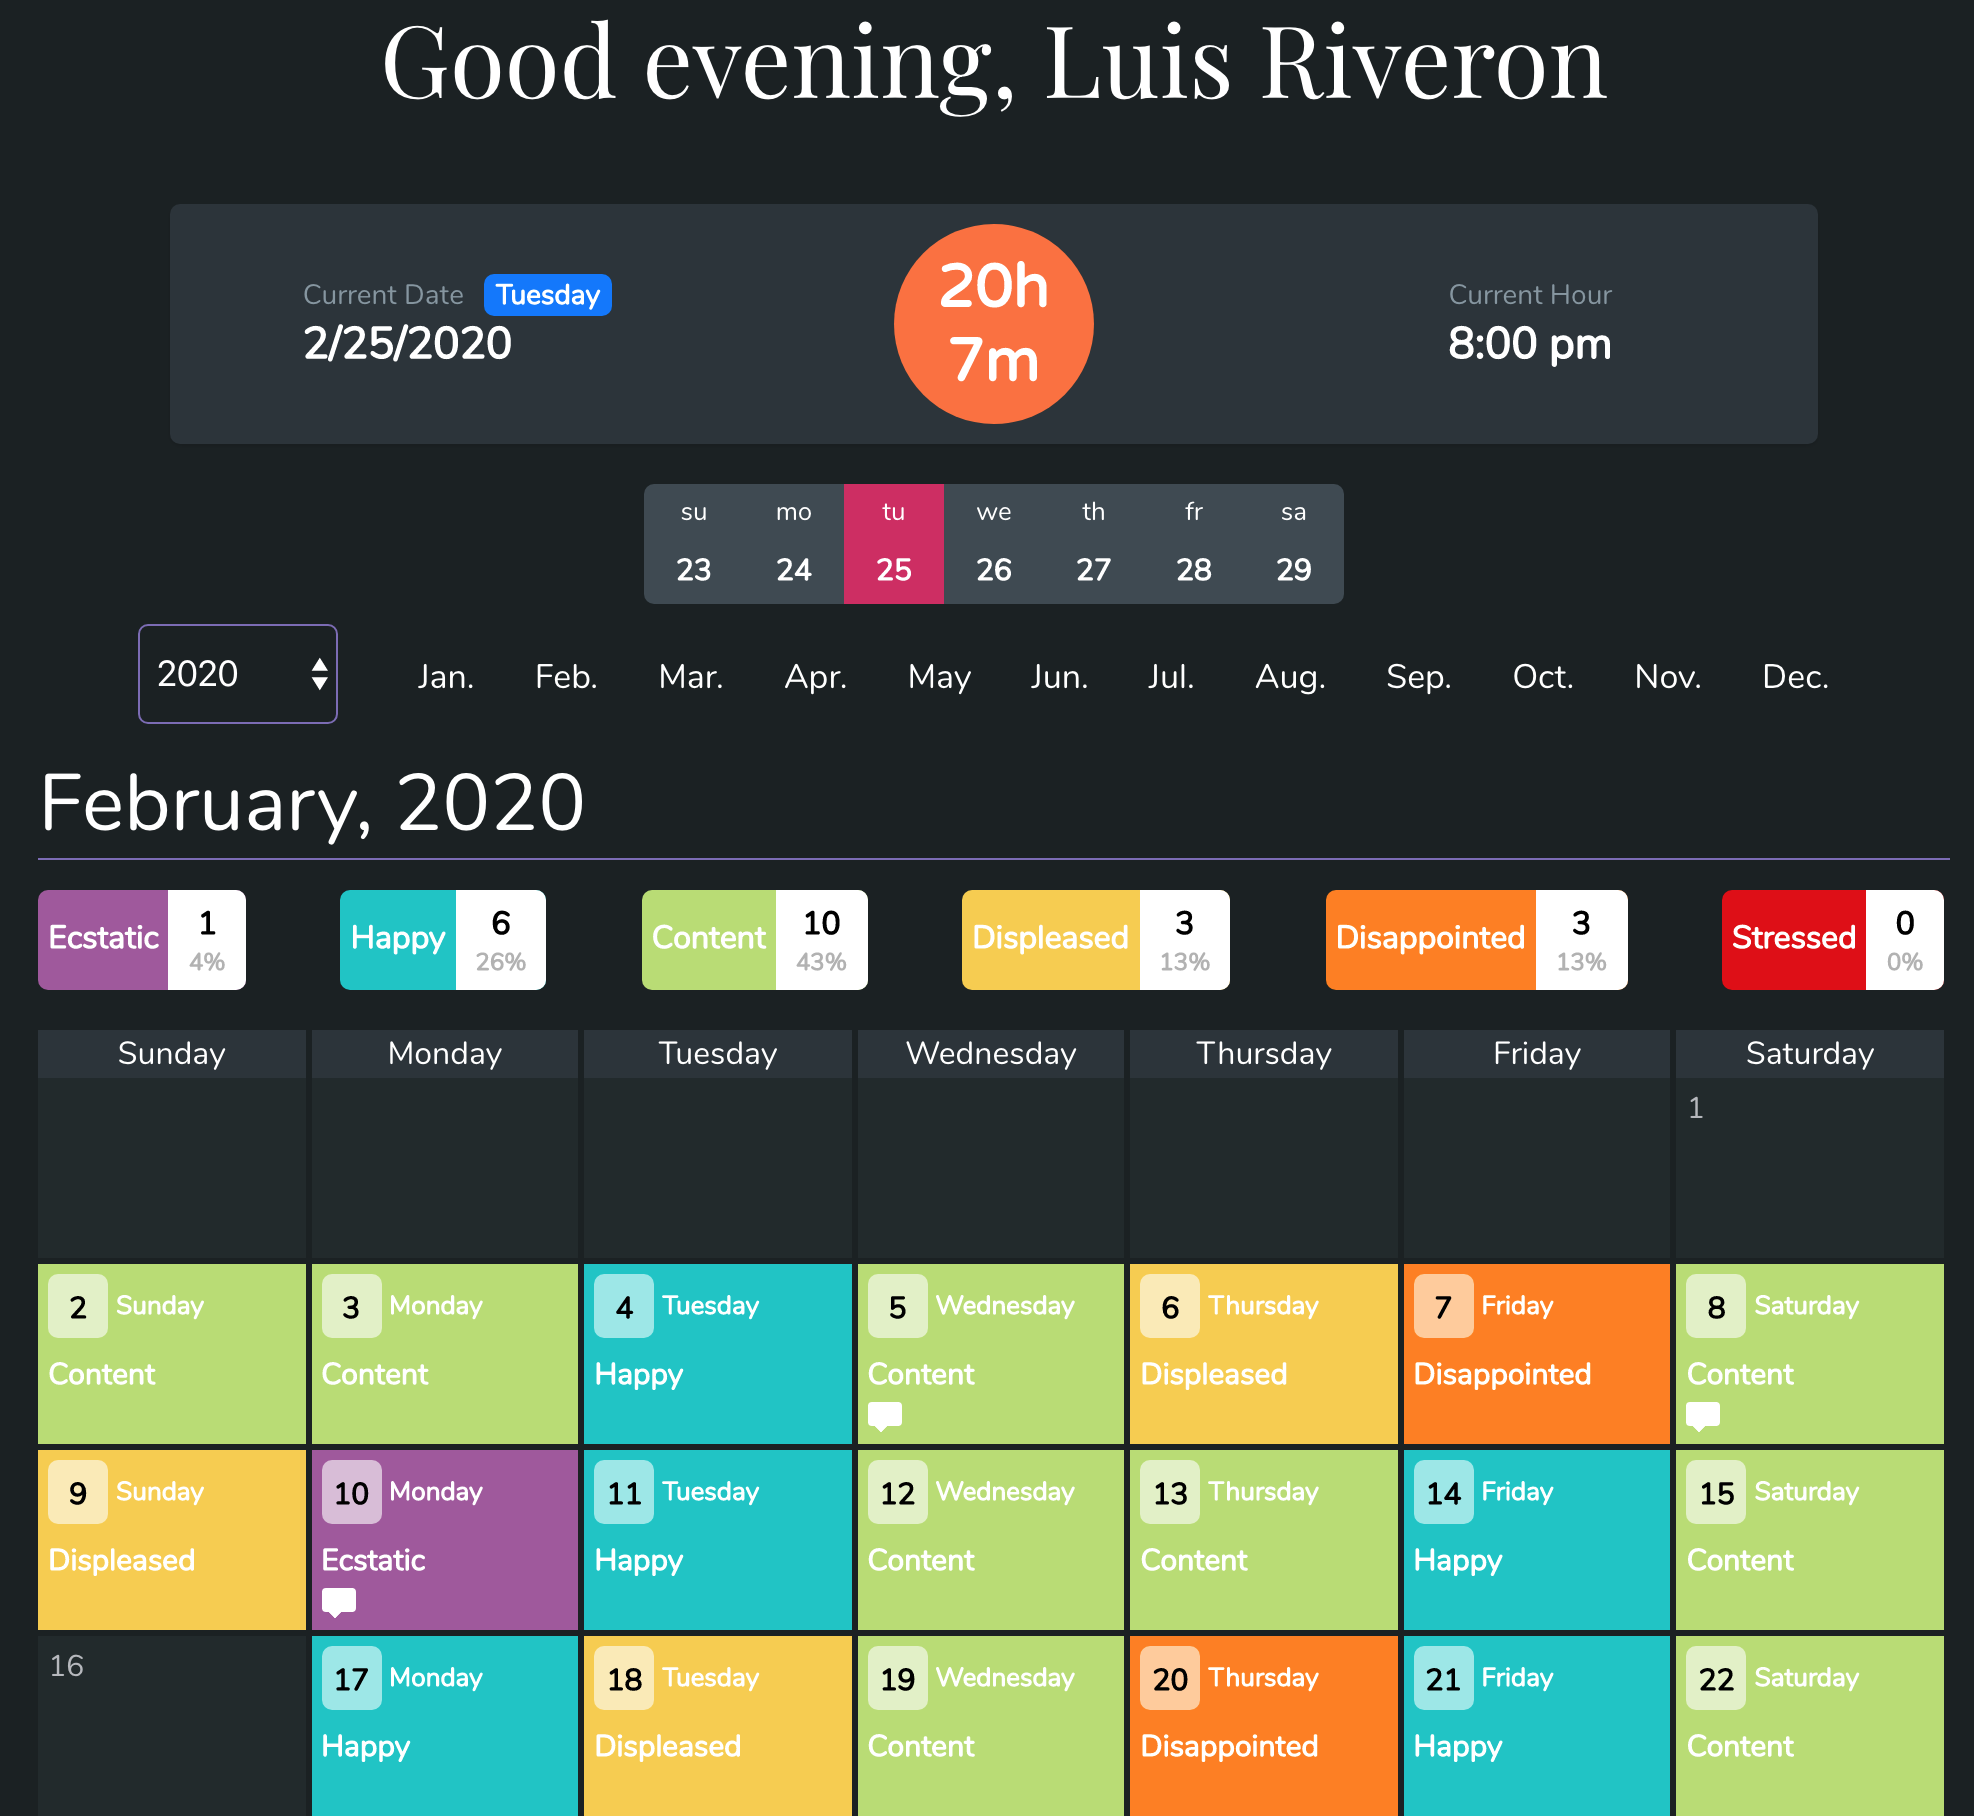 Good evening, Luis Riveron
Current Date Tuesday
2/25/2020
20h
7m
Current Hour
8:00 pm
su mo tu we th fr sa
23 24 25 26 27 28 29
2020 Jan. Feb. Mar. Apr. May Jun. Jul. Aug. Sep. Oct. Nov. Dec.
February, 2020
Ecstatic 1 4%
Happy 6 26%
Content 10 43%
Displeased 3 13%
Disappointed 3 13%
Stressed 0 0%
Sunday Monday Tuesday Wednesday Thursday Friday Saturday
1
2 Sunday
Content
3 Monday
Content
4 Tuesday
Happy
5 Wednesday
Content
6 Thursday
Displeased
7 Friday
Disappointed
8 Saturday
Content
9 Sunday
Displeased
10 Monday
Ecstatic
11 Tuesday
Happy
12 Wednesday
Content
13 Thursday
Content
14 Friday
Happy
15 Saturday
Content
16
17 Monday
Happy
18 Tuesday
Displeased
19 Wednesday
Content
20 Thursday
Disappointed
21 Friday
Happy
22 Saturday
Content